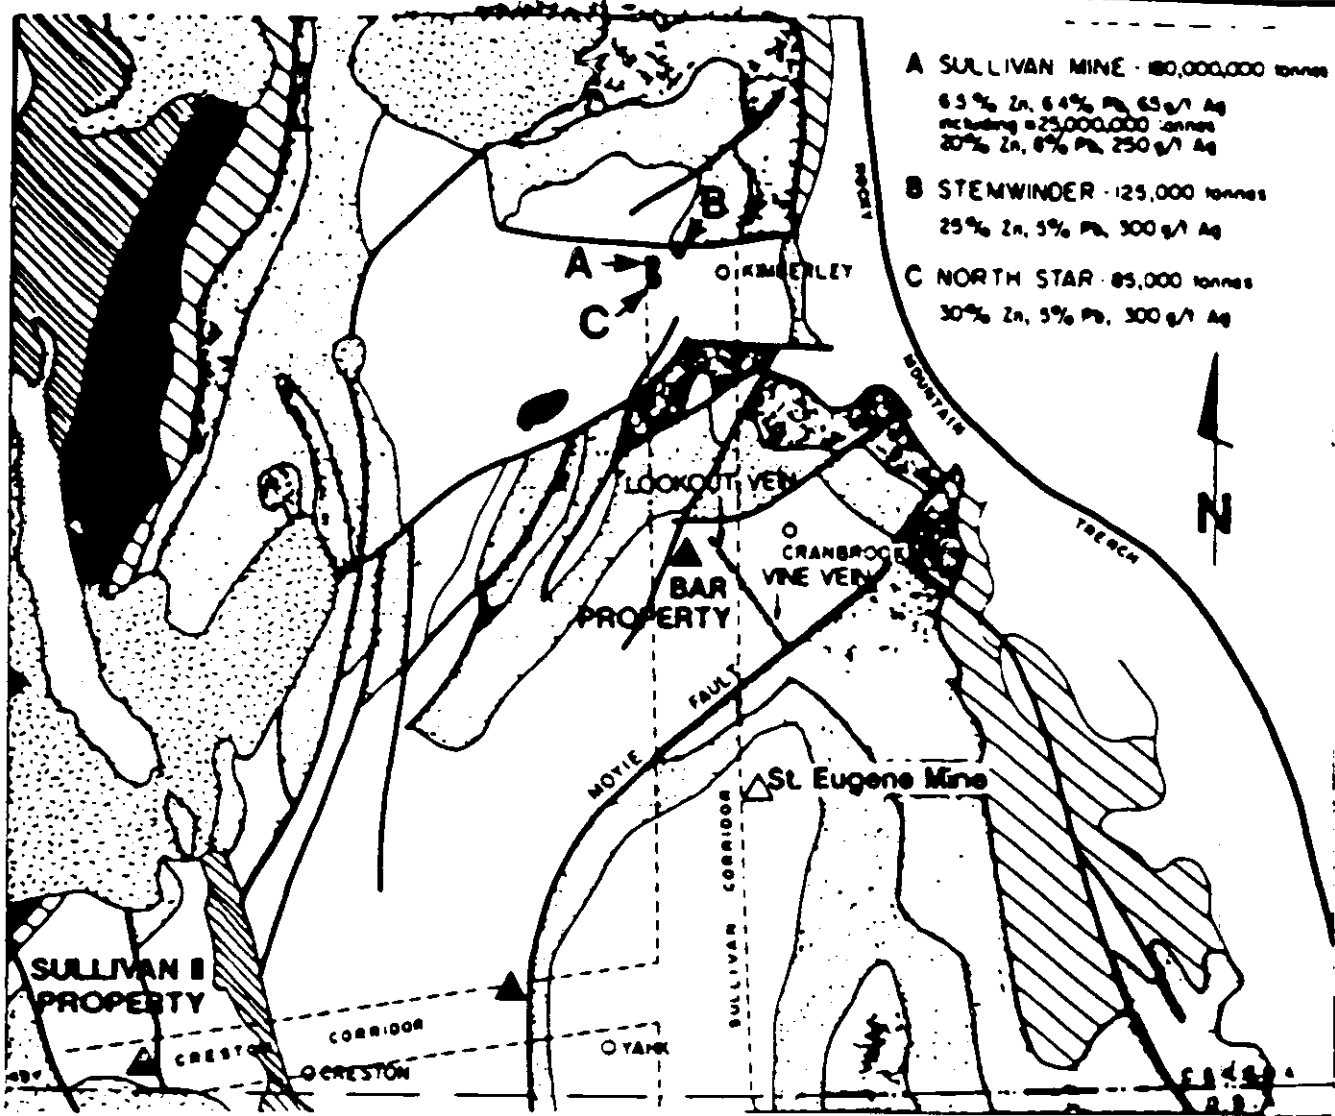 A SULLIVAN MINE - 180,000,000 tonnes
6.5% Zn, 6.4% Pb, 65 g/t Ag
including ≈25,000,000 tonnes
20% Zn, 8% Pb, 250 g/t Ag
B STEMWINDER - 125,000 tonnes
25% Zn, 5% Pb, 300 g/t Ag
C NORTH STAR - 85,000 tonnes
30% Zn, 5% Pb, 300 g/t Ag
B
A
KIMBERLEY
C
ROCKY
MOUNTAIN
TRENCH
N
LOOKOUT VEIN
CRANBROOK
VINE VEIN
BAR
PROPERTY
MOYIE FAULT
St. Eugene Mine
SULLIVAN CORRIDOR
SULLIVAN II
PROPERTY
CRESTON CORRIDOR
CRESTON
YAHK
49°